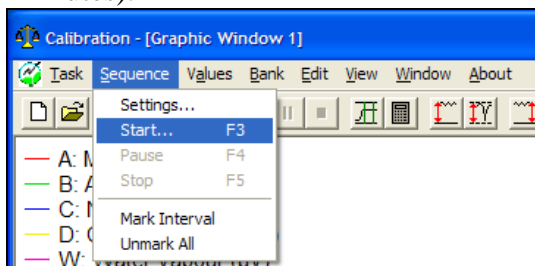 Calibration - [Graphic Window 1]
Task Sequence Values Bank Edit View Window About
Settings...
Start... F3
Pause F4
Stop F5
Mark Interval
Unmark All
A:
B:
C:
D:
W: Water